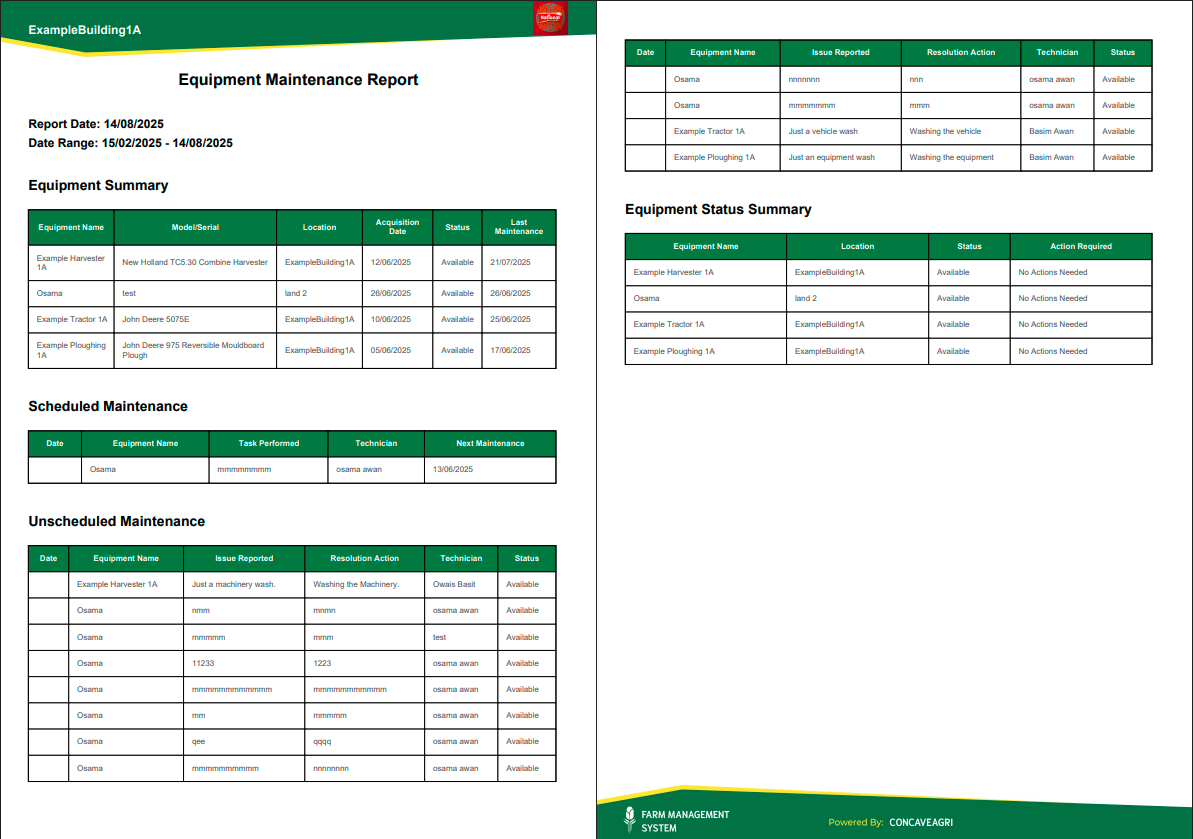 ExampleBuilding1A
National
Equipment Maintenance Report
Report Date: 14/08/2025
Date Range: 15/02/2025 - 14/08/2025
Equipment Summary
Equipment Name Model/Serial Location Acquisition Date Status Last Maintenance
Example Harvester 1A New Holland TC5.30 Combine Harvester ExampleBuilding1A 12/06/2025 Available 21/07/2025
Osama test land 2 26/06/2025 Available 26/06/2025
Example Tractor 1A John Deere 5075E ExampleBuilding1A 10/06/2025 Available 25/06/2025
Example Ploughing 1A John Deere 975 Reversible Mouldboard Plough ExampleBuilding1A 05/06/2025 Available 17/06/2025
Scheduled Maintenance
Date Equipment Name Task Performed Technician Next Maintenance
Osama mmmmmmmm osama awan 13/06/2025
Unscheduled Maintenance
Date Equipment Name Issue Reported Resolution Action Technician Status
Example Harvester 1A Just a machinery wash. Washing the Machinery. Owais Basit Available
Osama nmm mnmn osama awan Available
Osama mmmmm mmm test Available
Osama 11233 1223 osama awan Available
Osama mmmmmmmmmmmm mmmmmmmmmmm osama awan Available
Osama mm mmmmm osama awan Available
Osama qee qqqq osama awan Available
Osama mmmmmmmmmm nnnnnnnn osama awan Available
Date Equipment Name Issue Reported Resolution Action Technician Status
Osama nnnnnnn nnn osama awan Available
Osama mmmmmmm mmm osama awan Available
Example Tractor 1A Just a vehicle wash Washing the vehicle Basim Awan Available
Example Ploughing 1A Just an equipment wash Washing the equipment Basim Awan Available
Equipment Status Summary
Equipment Name Location Status Action Required
Example Harvester 1A ExampleBuilding1A Available No Actions Needed
Osama land 2 Available No Actions Needed
Example Tractor 1A ExampleBuilding1A Available No Actions Needed
Example Ploughing 1A ExampleBuilding1A Available No Actions Needed
FARM MANAGEMENT
SYSTEM
Powered By: CONCAVEAGRI